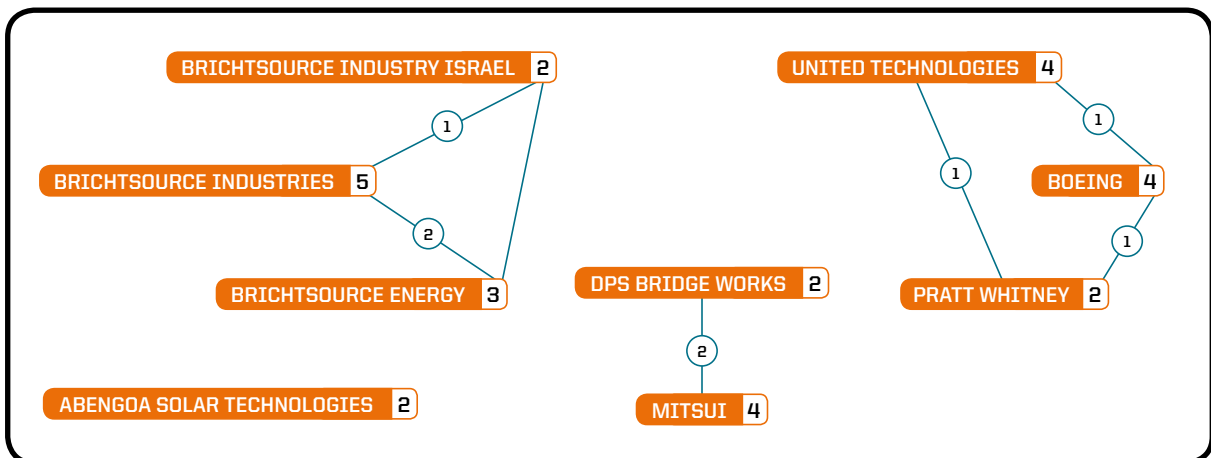 BRICHTSOURCE INDUSTRY ISRAEL 2
UNITED TECHNOLOGIES 4
1
1
BRICHTSOURCE INDUSTRIES 5
1
BOEING 4
2
1
BRICHTSOURCE ENERGY 3
DPS BRIDGE WORKS 2
PRATT WHITNEY 2
2
ABENGOA SOLAR TECHNOLOGIES 2
MITSUI 4